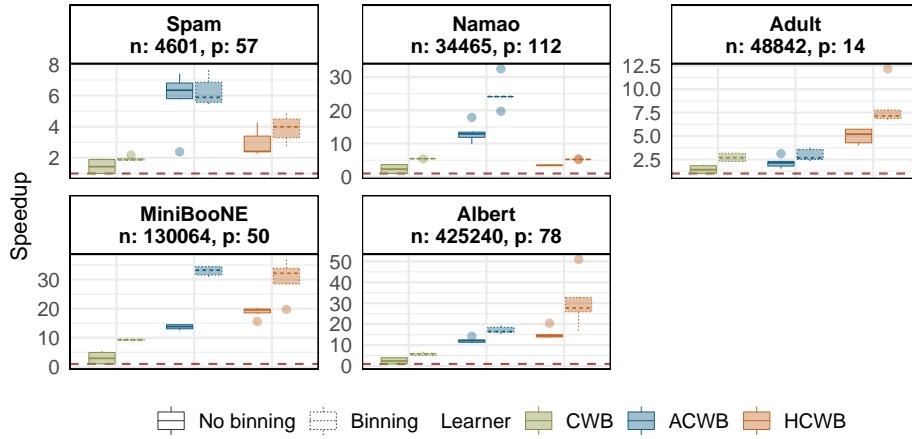 Spam
n: 4601, p: 57
Namao
n: 34465, p: 112
Adult
n: 48842, p: 14
8
6
4
2
30
20
10
0
12.5
10.0
7.5
5.0
2.5
Speedup
MiniBooNE
n: 130064, p: 50
Albert
n: 425240, p: 78
30
20
10
0
50
40
30
20
10
0
No binning Binning Learner CWB ACWB HCWB